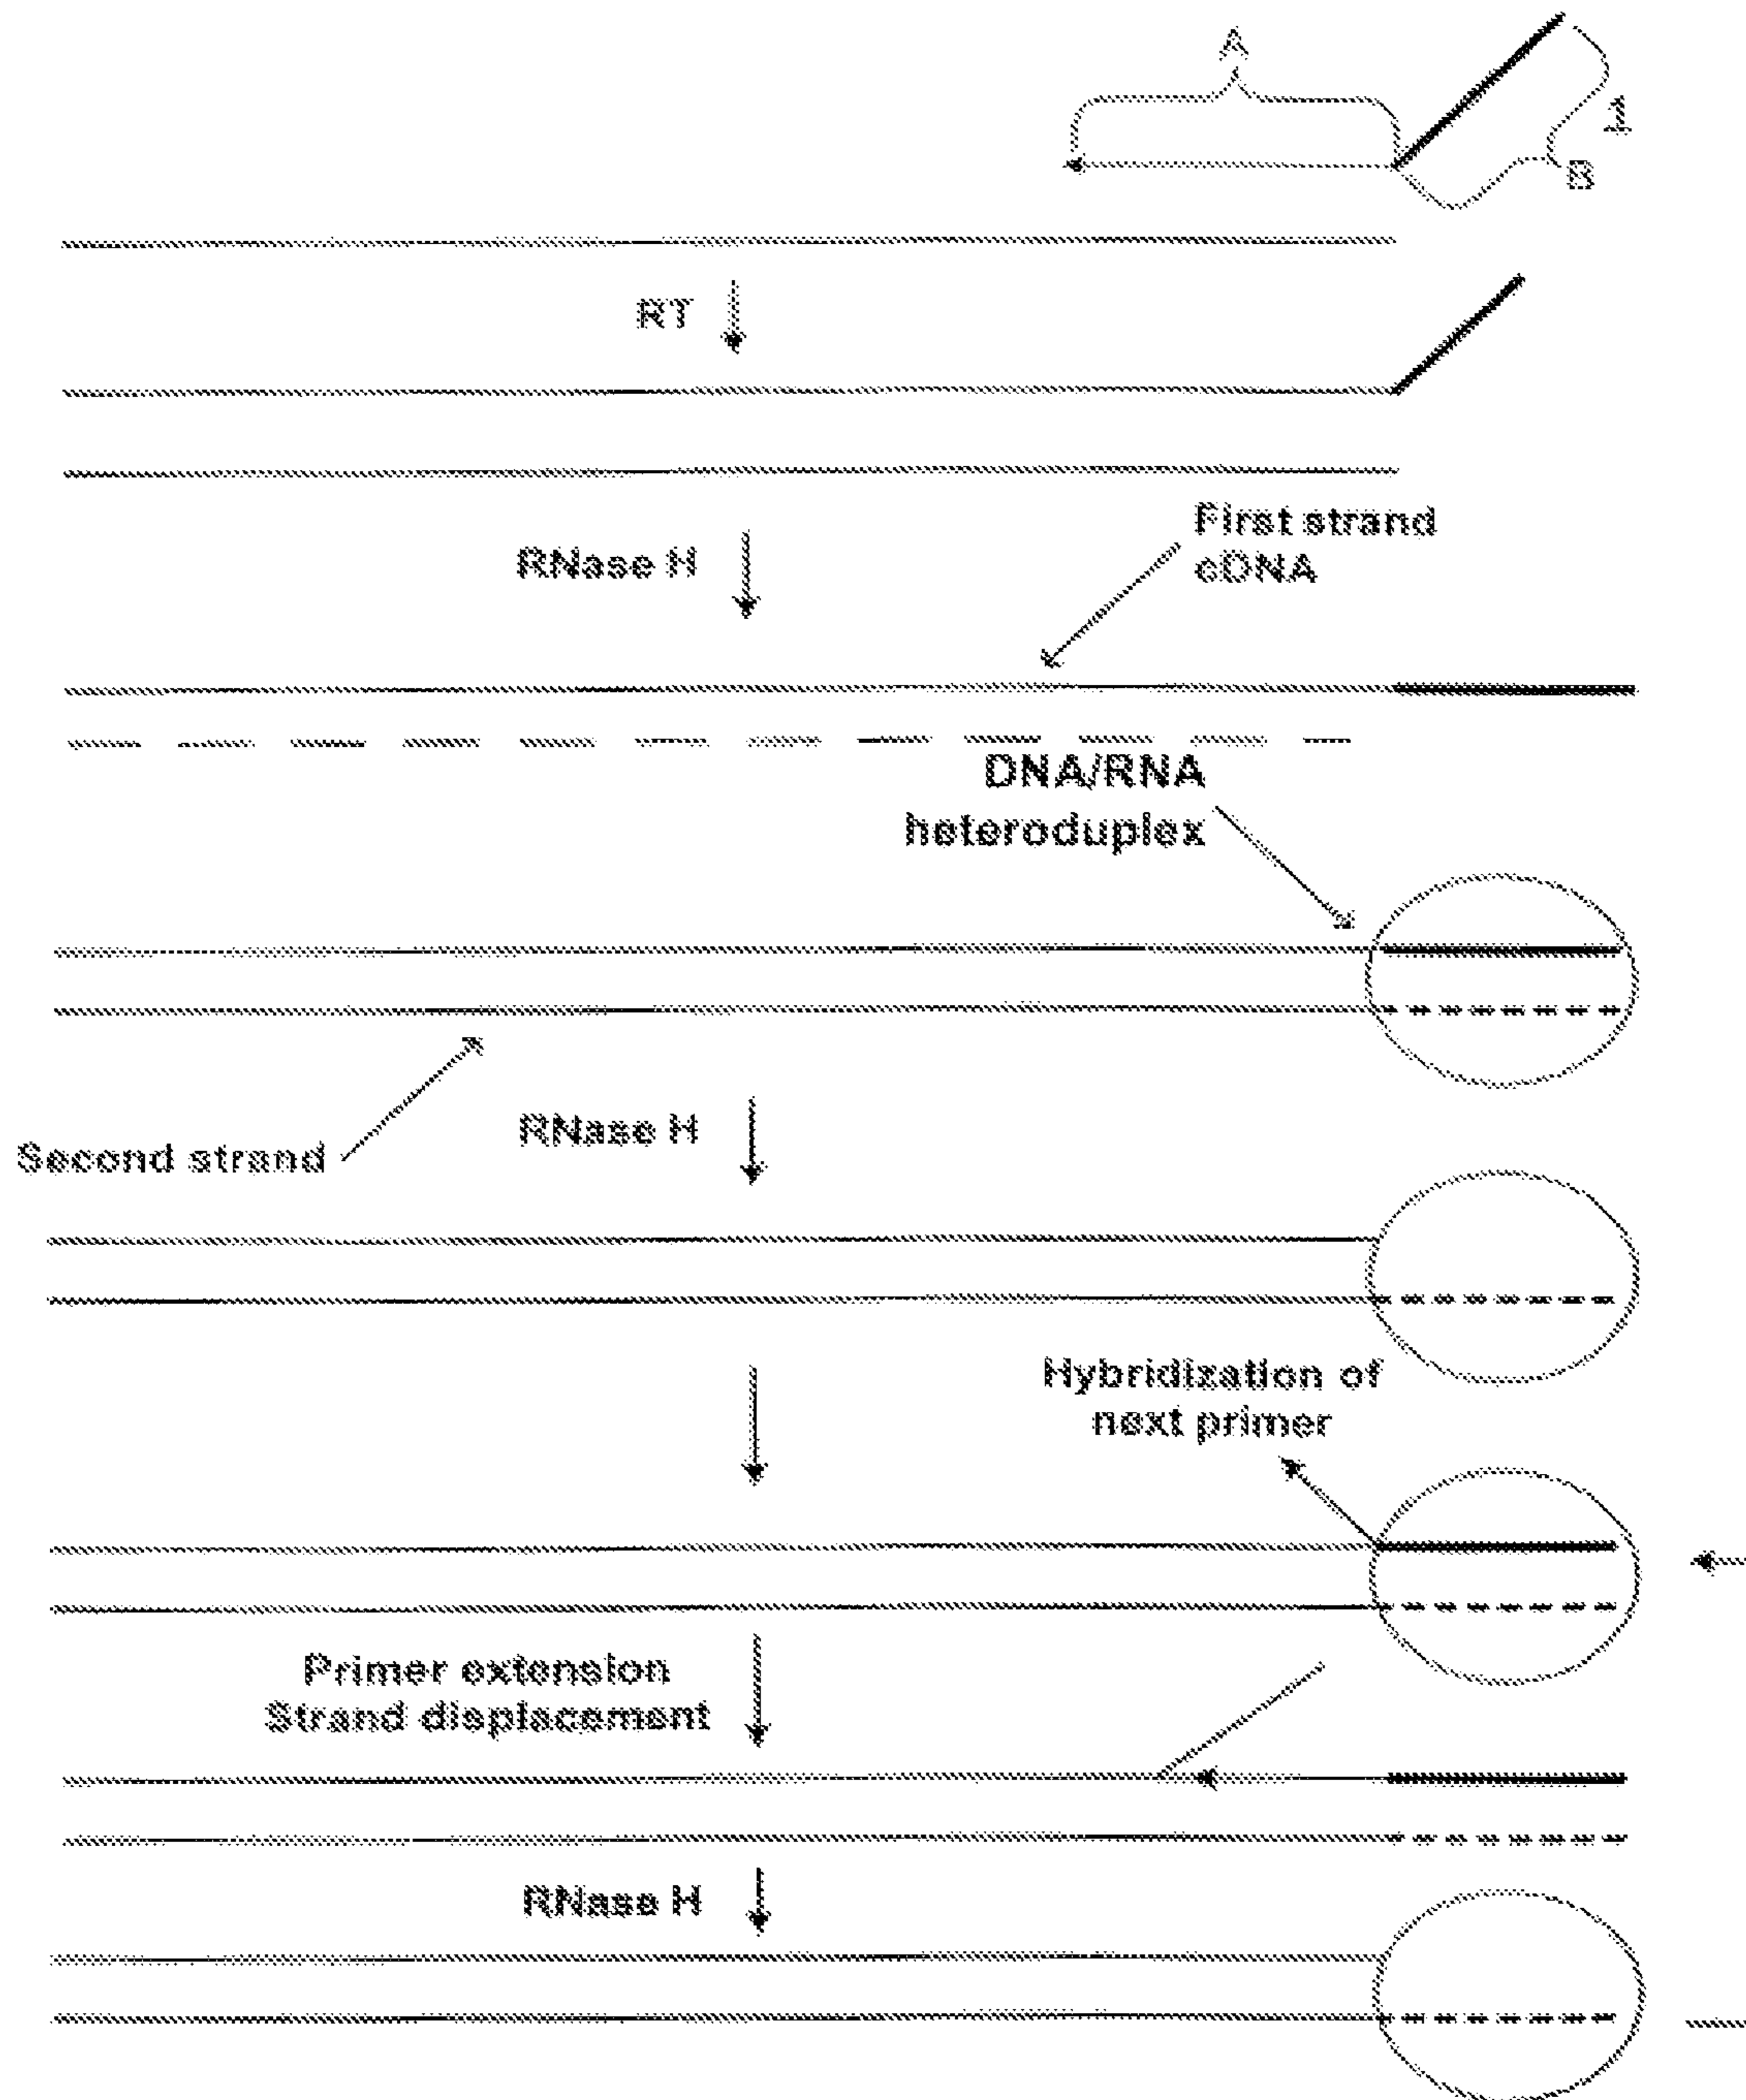 A
1
B
RT
First strand
cDNA
RNase H
DNA/RNA
heteroduplex
RNase H
Second strand
Hybridization of
next primer
Primer extension
Strand displacement
RNase H